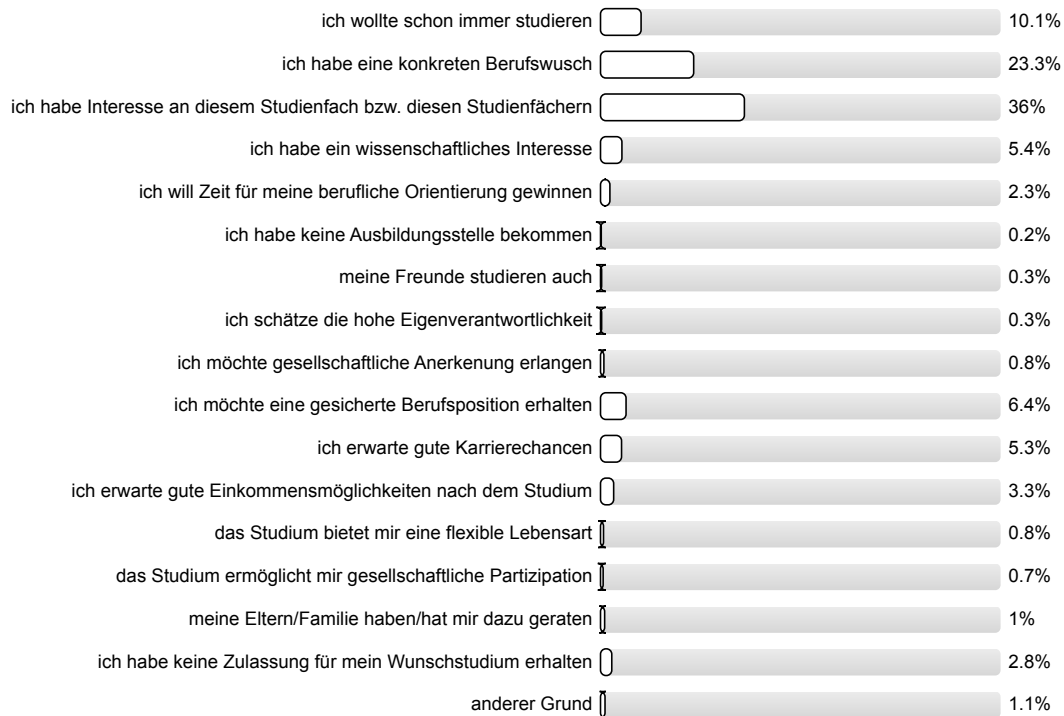 ich wollte schon immer studieren 10.1%
ich habe eine konkreten Berufswusch 23.3%
ich habe Interesse an diesem Studienfach bzw. diesen Studienfächern 36%
ich habe ein wissenschaftliches Interesse 5.4%
ich will Zeit für meine berufliche Orientierung gewinnen 2.3%
ich habe keine Ausbildungsstelle bekommen 0.2%
meine Freunde studieren auch 0.3%
ich schätze die hohe Eigenverantwortlichkeit 0.3%
ich möchte gesellschaftliche Anerkenung erlangen 0.8%
ich möchte eine gesicherte Berufsposition erhalten 6.4%
ich erwarte gute Karrierechancen 5.3%
ich erwarte gute Einkommensmöglichkeiten nach dem Studium 3.3%
das Studium bietet mir eine flexible Lebensart 0.8%
das Studium ermöglicht mir gesellschaftliche Partizipation 0.7%
meine Eltern/Familie haben/hat mir dazu geraten 1%
ich habe keine Zulassung für mein Wunschstudium erhalten 2.8%
anderer Grund 1.1%